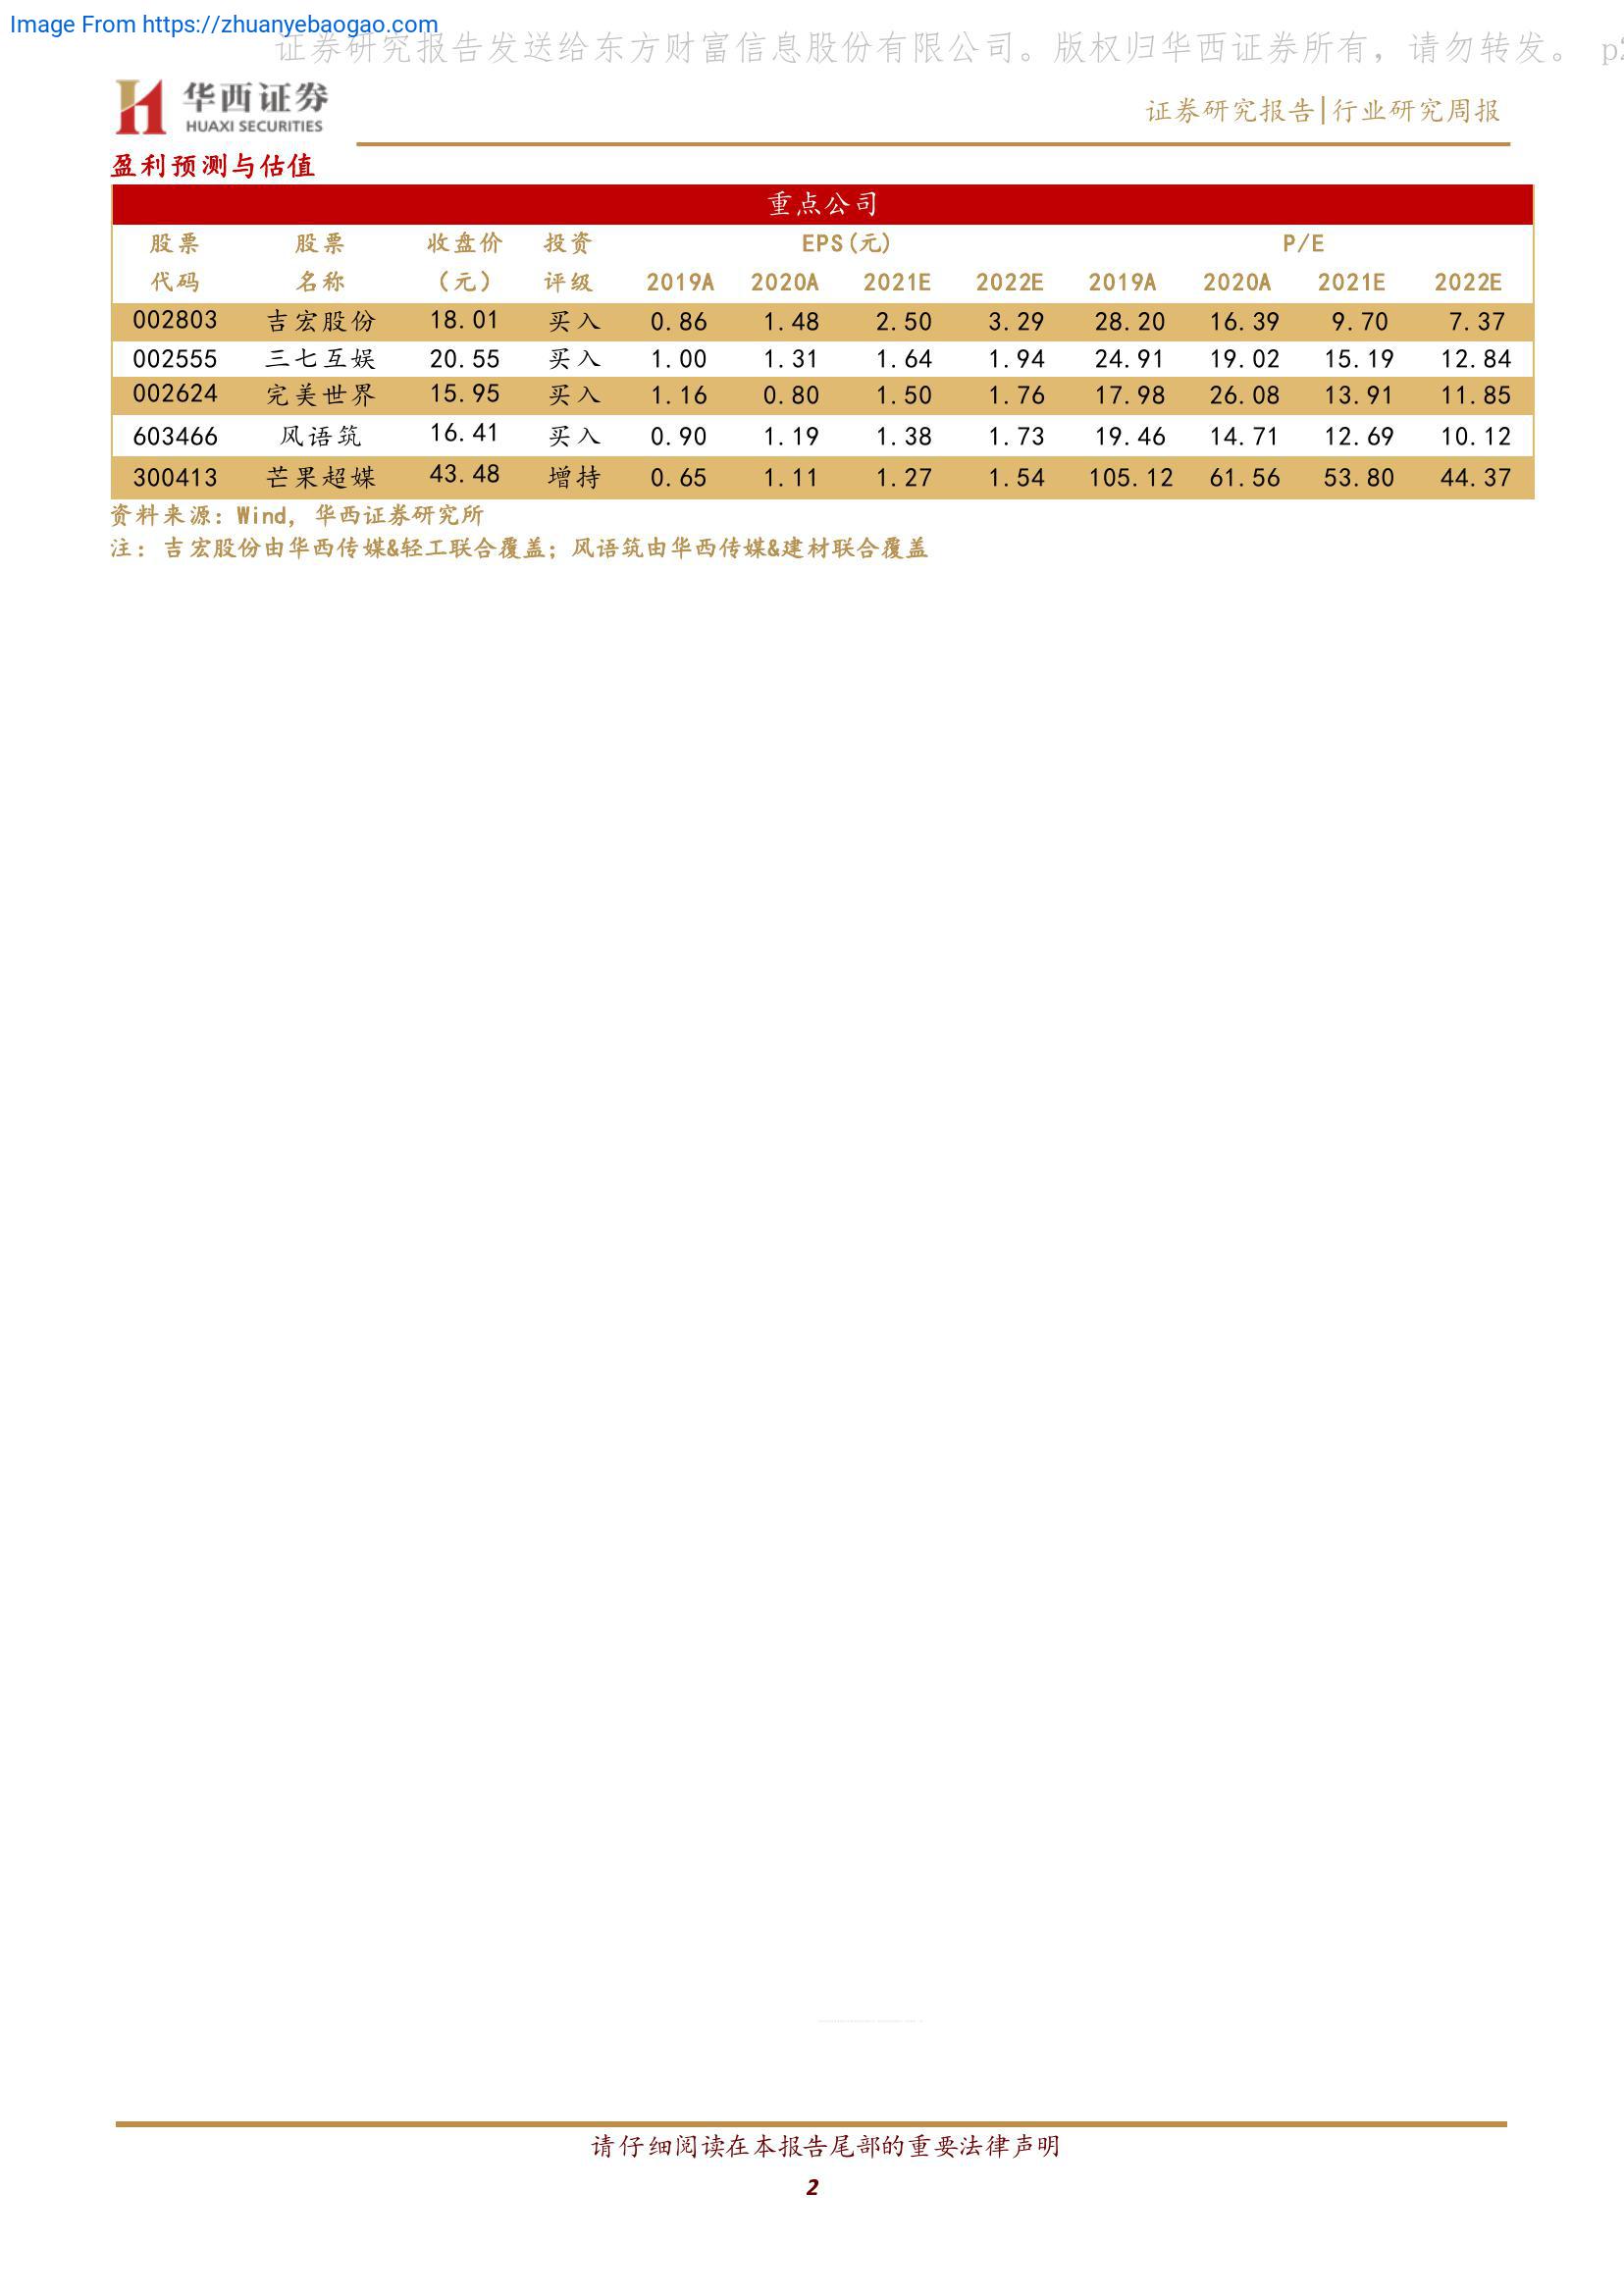 Image From https://zhuanyebaogao.com
证券研究报告发送给东方财富信息股份有限公司。版权归华西证券所有，请勿转发。 p2
华西证券
HUAXI SECURITIES
证券研究报告|行业研究周报
盈利预测与估值
重点公司
股票 股票 收盘价 投资 EPS(元) P/E
代码 名称 （元） 评级 2019A 2020A 2021E 2022E 2019A 2020A 2021E 2022E
002803 吉宏股份 18.01 买入 0.86 1.48 2.50 3.29 28.20 16.39 9.70 7.37
002555 三七互娱 20.55 买入 1.00 1.31 1.64 1.94 24.91 19.02 15.19 12.84
002624 完美世界 15.95 买入 1.16 0.80 1.50 1.76 17.98 26.08 13.91 11.85
603466 风语筑 16.41 买入 0.90 1.19 1.38 1.73 19.46 14.71 12.69 10.12
300413 芒果超媒 43.48 增持 0.65 1.11 1.27 1.54 105.12 61.56 53.80 44.37
资料来源：Wind，华西证券研究所
注：吉宏股份由华西传媒&轻工联合覆盖；风语筑由华西传媒&建材联合覆盖
请仔细阅读在本报告尾部的重要法律声明
2